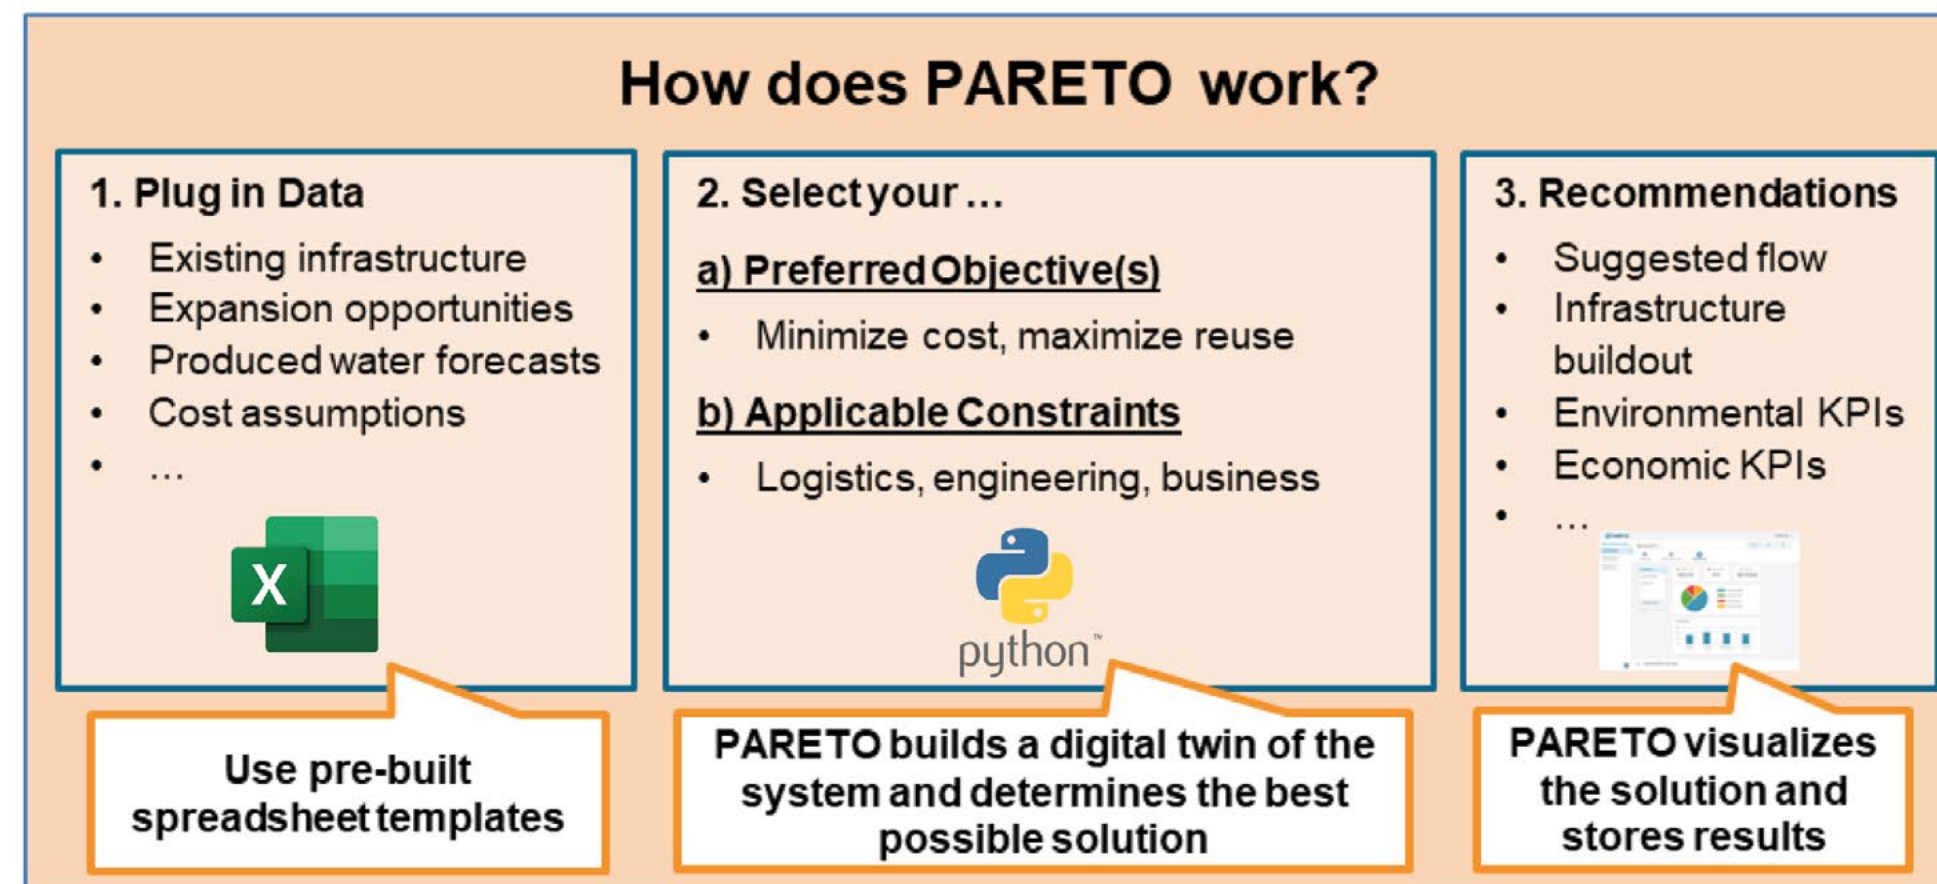 How does PARETO work?
1. Plug in Data
• Existing infrastructure
• Expansion opportunities
• Produced water forecasts
• Cost assumptions
• ...
X
Use pre-built
spreadsheet templates
2. Select your ...
a) Preferred Objective(s)
• Minimize cost, maximize reuse
b) Applicable Constraints
• Logistics, engineering, business
python™
PARETO builds a digital twin of the
system and determines the best
possible solution
3. Recommendations
• Suggested flow
• Infrastructure
buildout
• Environmental KPIs
• Economic KPIs
• ...
PARETO visualizes
the solution and
stores results